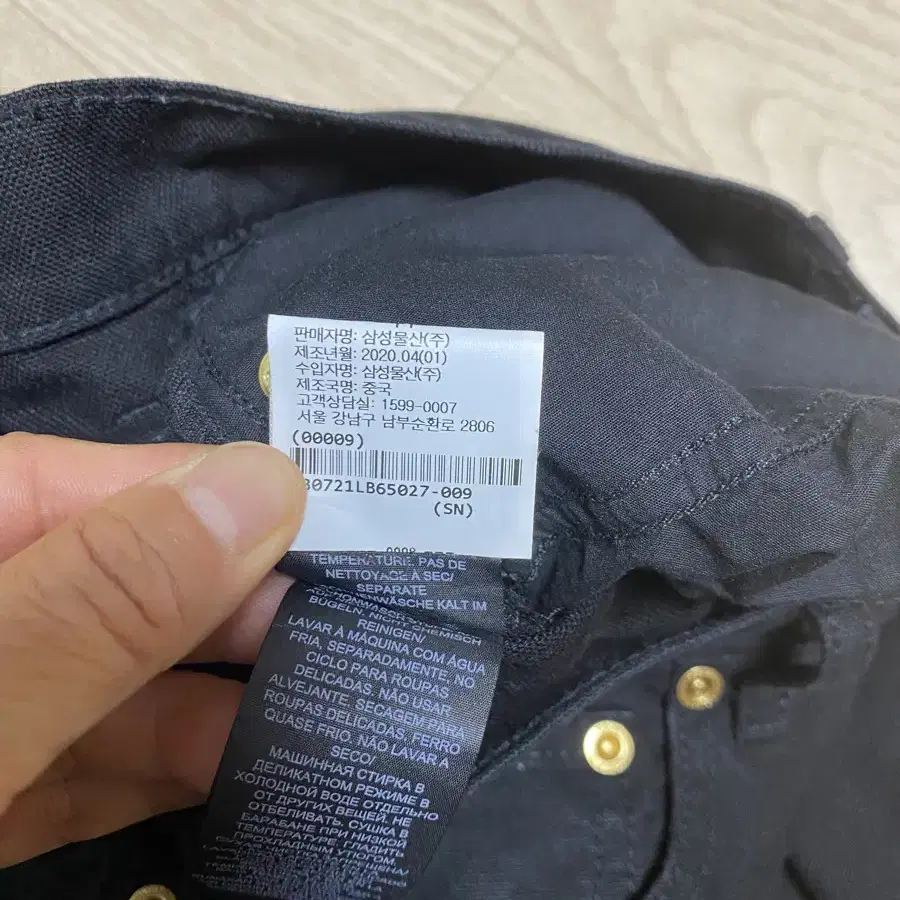 판매자명: 삼성물산(주)
제조년월: 2020.04(01)
수입자명: 삼성물산(주)
제조국명: 중국
고객상담실: 1599-0007
서울 강남구 남부순환로 2806
(00009)
30721LB65027-009
(SN)
TEMPÉRATURE. PAS DE
NETTOYAGE À SEC/
SEPARATE
KALT IM
BÜGELN, NICHT CHEMISCH
REINIGEN/
LAVAR À MÁQUINA COM ÁGUA
FRIA, SEPARADAMENTE, NO
CICLO PARA ROUPAS
DELICADAS, NÃO USAR
ALVEJANTE, SECAGEM PARA
ROUPAS DELICADAS, FERRO
QUASE FRIO, NÃO LAVAR A
SECO/
МАШИННАЯ СТИРКА В
ДЕЛИКАТНОМ РЕЖИМЕ В
ХОЛОДНОЙ ВОДЕ ОТДЕЛЬНО
ОТ ДРУГИХ ВЕЩЕЙ. НЕ
ОТБЕЛИВАТЬ. СУШКА В
БАРАБАНЕ ПРИ НИЗКОЙ
ТЕМПЕРАТУРЕ. ГЛАДИТЬ
ПРОХЛАДНЫМ УТЮГОМ.